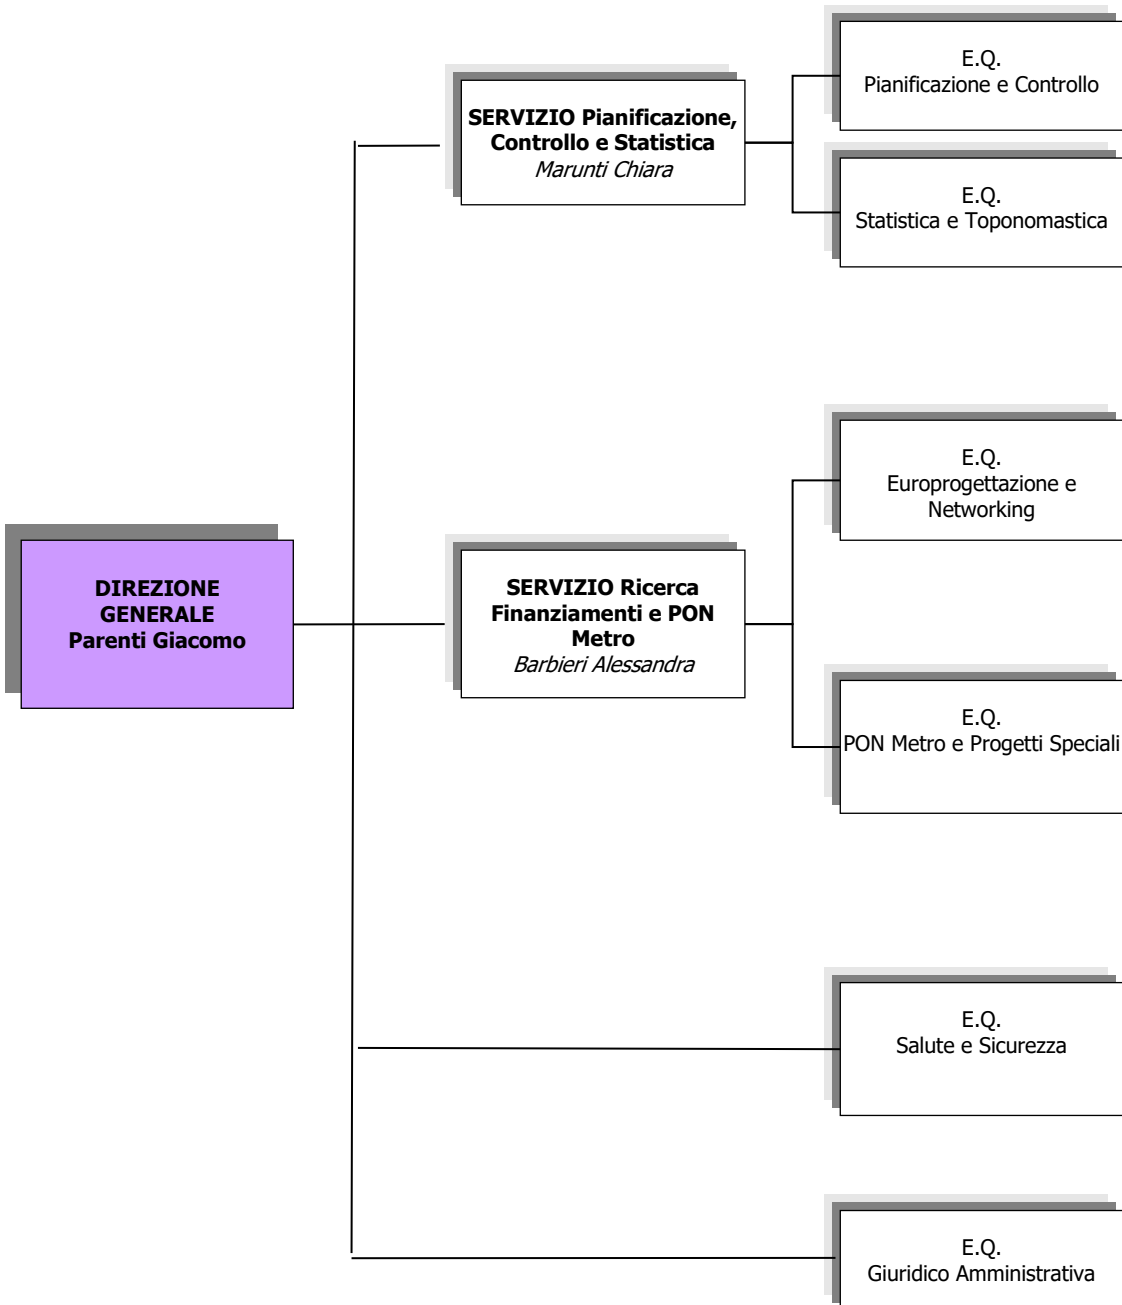 E.Q.
Pianificazione e Controllo
SERVIZIO Pianificazione,
Controllo e Statistica
Marunti Chiara
E.Q.
Statistica e Toponomastica
E.Q.
Europrogettazione e
Networking
DIREZIONE
GENERALE
Parenti Giacomo
SERVIZIO Ricerca
Finanziamenti e PON
Metro
Barbieri Alessandra
E.Q.
PON Metro e Progetti Speciali
E.Q.
Salute e Sicurezza
E.Q.
Giuridico Amministrativa